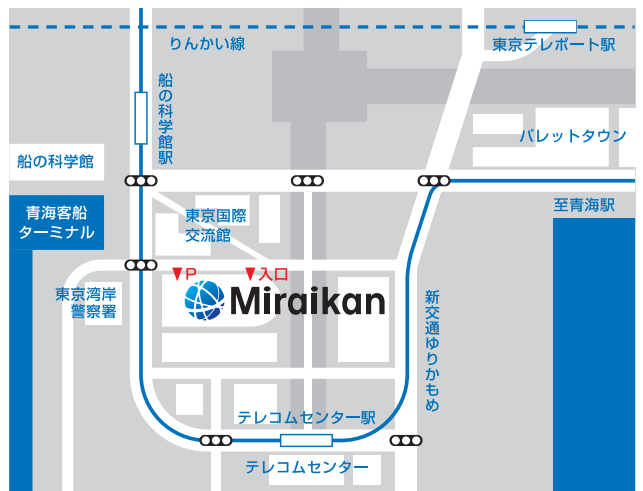 りんかい線
東京テレポート駅
船の科学館駅
パレットタウン
船の科学館
至青海駅
青海客船
ターミナル
東京国際
交流館
P
入口
東京湾岸
警察署
Miraikan
新交通ゆりかもめ
テレコムセンター駅
テレコムセンター